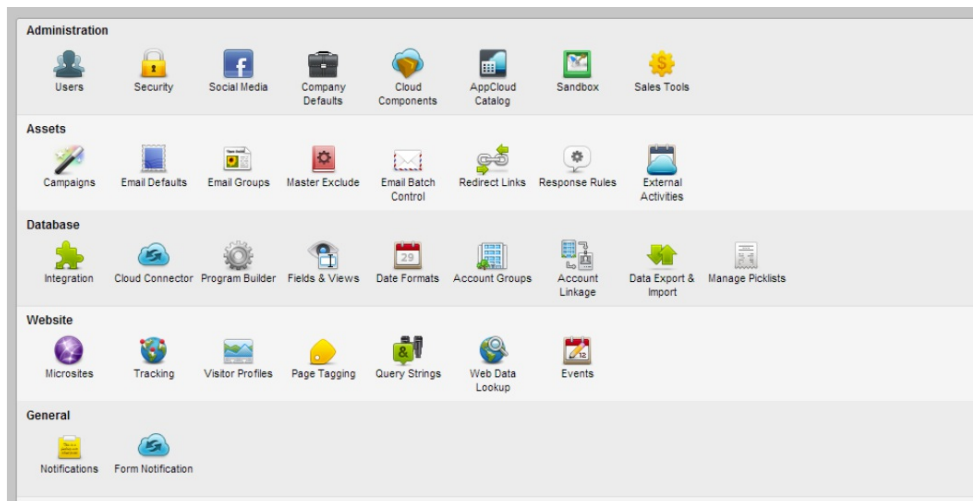 Administration
Users
Security
Social Media
Company
Defaults
Cloud
Components
AppCloud
Catalog
Sandbox
Sales Tools
Assets
Campaigns
Email Defaults
Email Groups
Master Exclude
Email Batch
Control
Redirect Links
Response Rules
External
Activities
Database
Integration
Cloud Connector
Program Builder
Fields & Views
29
Date Formats
Account Groups
Account
Linkage
Data Export &
Import
Manage Picklists
Website
Microsites
Tracking
Visitor Profiles
Page Tagging
&
Query Strings
Web Data
Lookup
12
Events
General
Notifications
Form Notification